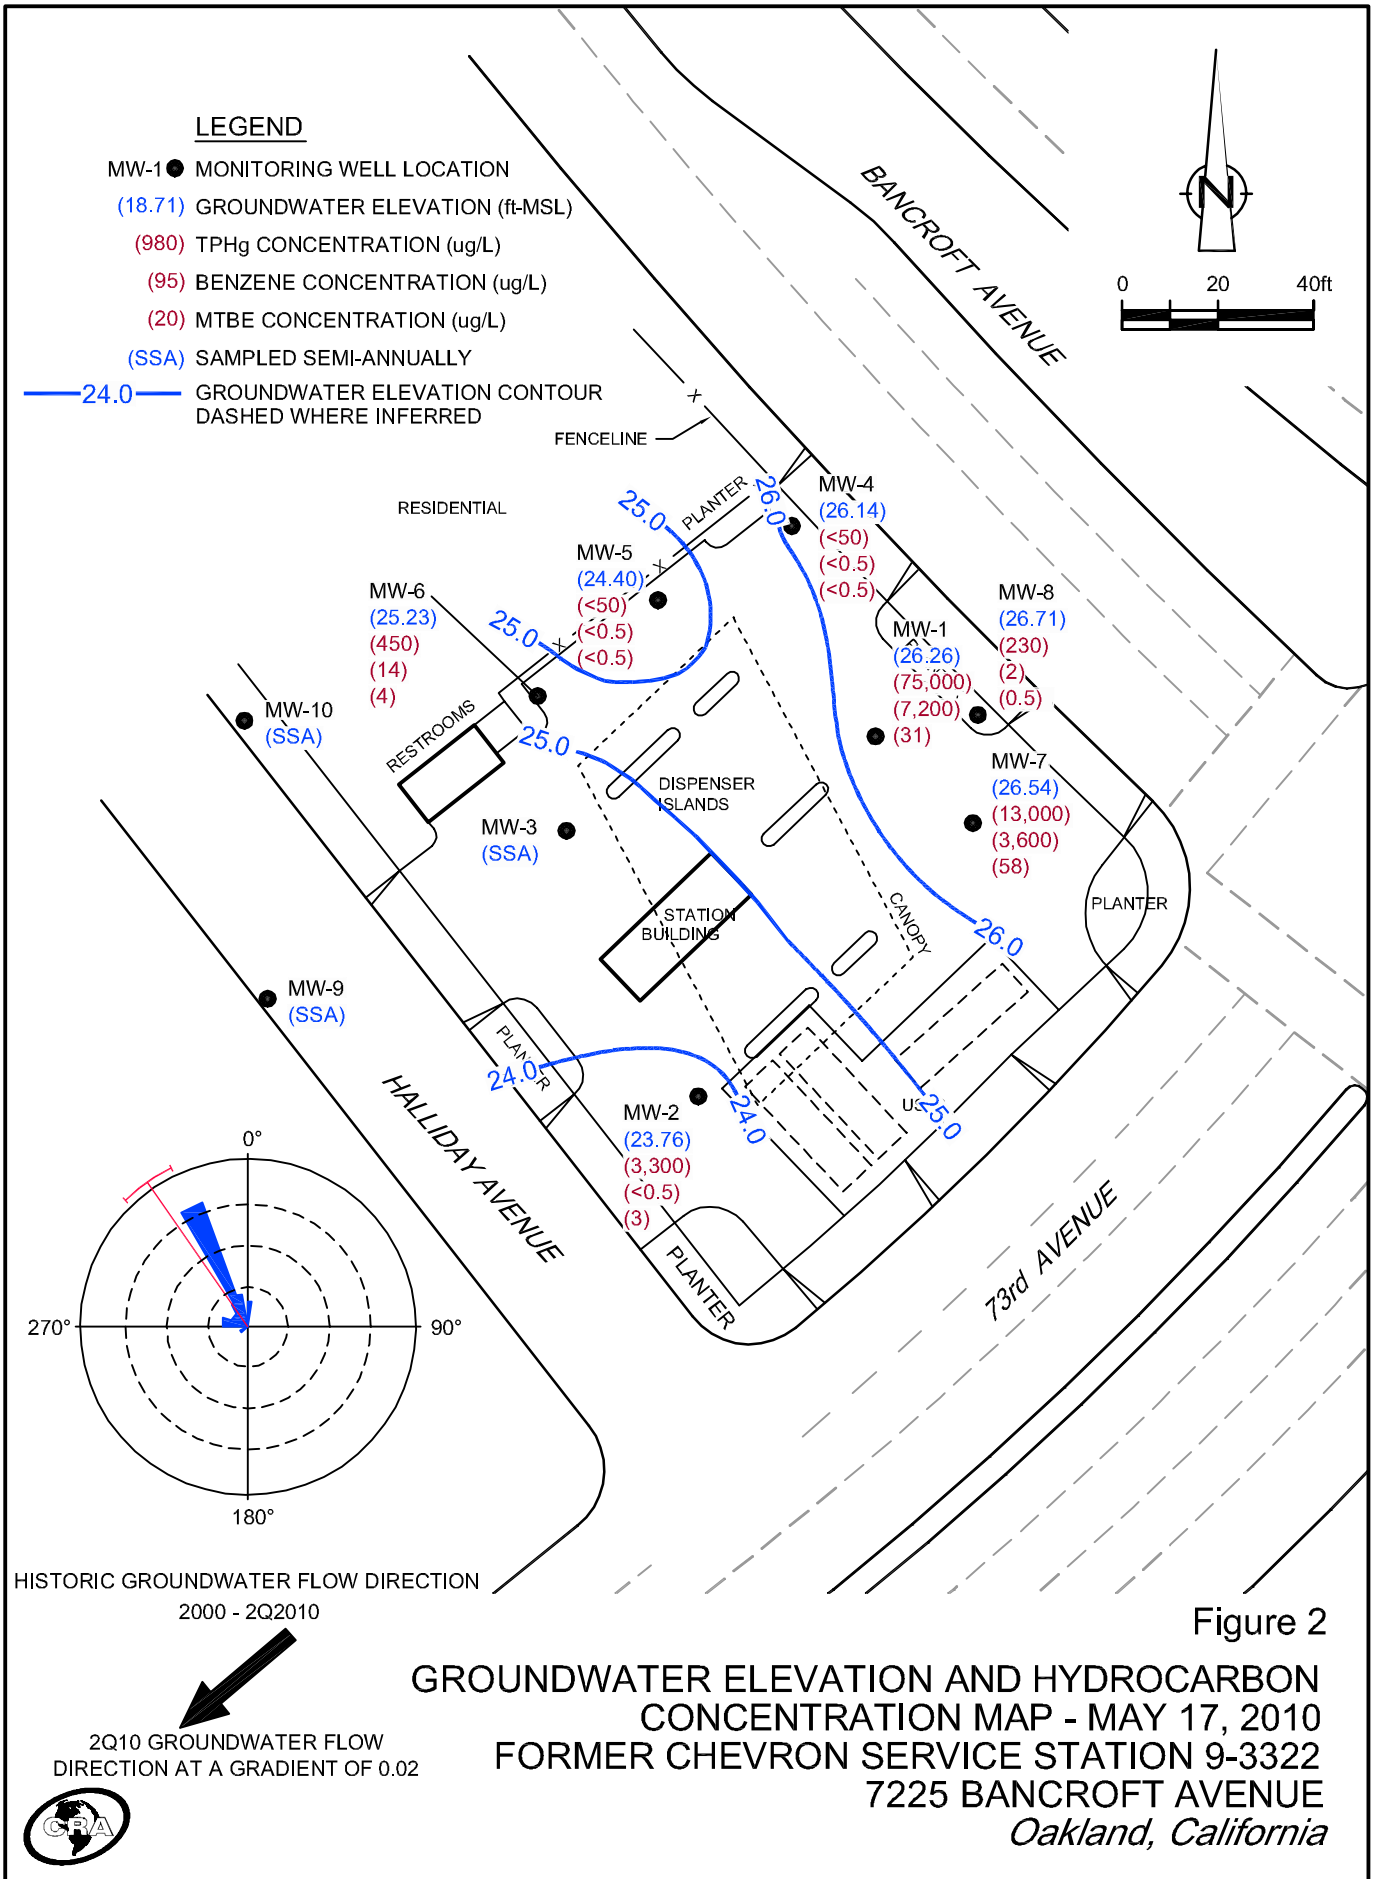 LEGEND
MW-1 MONITORING WELL LOCATION
(18.71) GROUNDWATER ELEVATION (ft-MSL)
(980) TPHg CONCENTRATION (ug/L)
(95) BENZENE CONCENTRATION (ug/L)
(20) MTBE CONCENTRATION (ug/L)
(SSA) SAMPLED SEMI-ANNUALLY
24.0 GROUNDWATER ELEVATION CONTOUR
DASHED WHERE INFERRED
N
0 20 40ft
BANCROFT AVENUE
X
FENCELINE
RESIDENTIAL
PLANTER
25.0
26.0
MW-4
(26.14)
(<50)
(<0.5)
(<0.5)
MW-5
(24.40)
(<50)
(<0.5)
(<0.5)
X
X
MW-6
(25.23)
(450)
(14)
(4)
25.0
MW-8
(26.71)
(230)
(2)
(0.5)
MW-1
(26.26)
(75,000)
(7,200)
(31)
MW-10
(SSA)
RESTROOMS
25.0
MW-7
(26.54)
(13,000)
(3,600)
(58)
DISPENSER
ISLANDS
MW-3
(SSA)
STATION
BUILDING
CANOPY
PLANTER
26.0
MW-9
(SSA)
PLANTER
24.0
HALLIDAY AVENUE
MW-2
(23.76)
(3,300)
(<0.5)
(3)
24.0
25.0
PLANTER
73rd AVENUE
0°
270°
90°
180°
HISTORIC GROUNDWATER FLOW DIRECTION
2000 - 2Q2010
2Q10 GROUNDWATER FLOW
DIRECTION AT A GRADIENT OF 0.02
CRA
Figure 2
GROUNDWATER ELEVATION AND HYDROCARBON
CONCENTRATION MAP - MAY 17, 2010
FORMER CHEVRON SERVICE STATION 9-3322
7225 BANCROFT AVENUE
Oakland, California